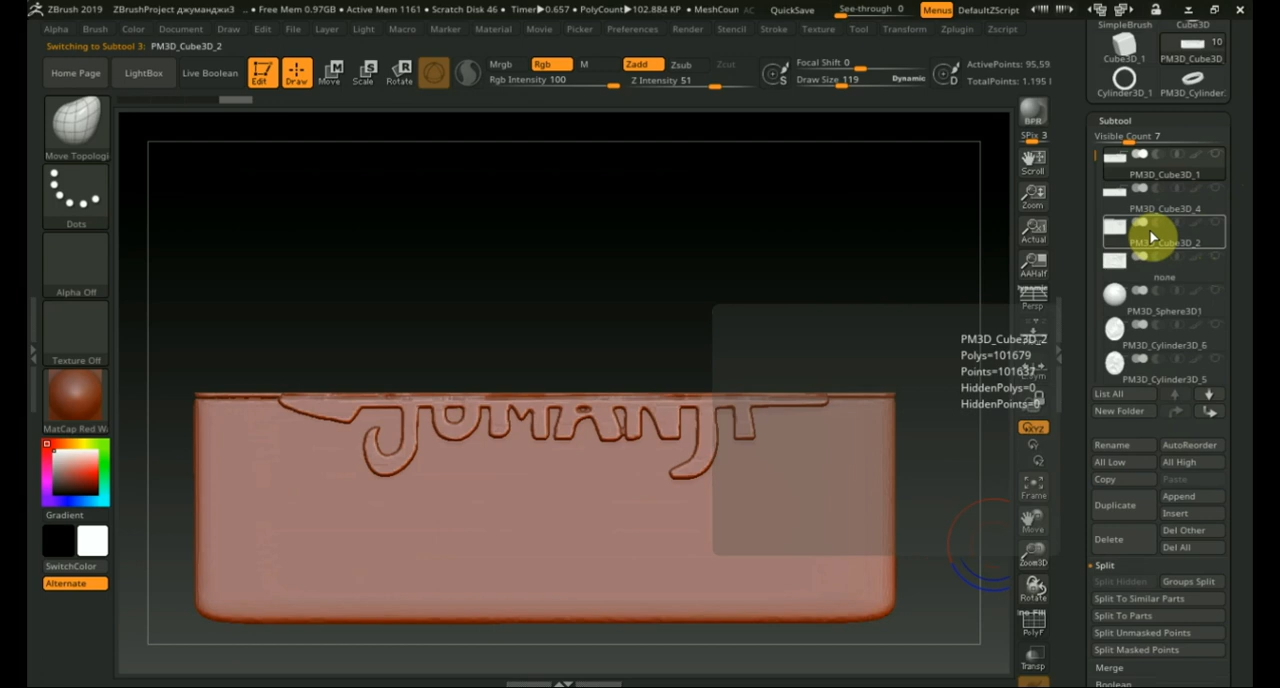 ZBrush 2019 ZBrushProject джуманджи3 ... • Free Mem 0.97GB • Active Mem 1161 • Scratch Disk 46 • Timer▶0.657 • PolyCount▶102.884 KP • MeshCoun AC QuickSave See-through 0 Menus DefaultZScript
Alpha Brush Color Document Draw Edit File Layer Light Macro Marker Material Movie Picker Preferences Render Stencil Stroke Texture Tool Transform Zplugin Zscript
Switching to Subtool 3: PM3D_Cube3D_2
Home Page LightBox Live Boolean Edit Draw Move Scale Rotate
Mrgb Rgb M Zadd Zsub Zcut
Rgb Intensity 100 Z Intensity 51
Focal Shift 0
Draw Size 119 Dynamic
ActivePoints: 95,59
TotalPoints: 1.195
S
D
Move Topologi
Dots
Alpha Off
Texture Off
MatCap Red W
Gradient
SwitchColor
Alternate
JUMANJI
BPR
SPix 3
Scroll
Zoom
Actual
AAHalf
Dynamic
Persp
XYZ
Frame
Move
Zoom3D
Rotate
PolyF
Transp
PM3D_Cube3D_2
Polys=101679
Points=101637
HiddenPolys=0
HiddenPoints=0
SimpleBrush Cube3D
10
Cube3D_1 PM3D_Cube3D_
Cylinder3D_1 PM3D_Cylinder.
Subtool
Visible Count 7
PM3D_Cube3D_1
PM3D_Cube3D_4
PM3D_Cube3D_2
поле
PM3D_Sphere3D1
PM3D_Cylinder3D_6
PM3D_Cylinder3D_5
List All
New Folder
Rename AutoReorder
All Low All High
Copy Paste
Duplicate Append
Insert
Delete Del Other
Del All
Split
Split Hidden Groups Split
Split To Similar Parts
Split To Parts
Split Unmasked Points
Split Masked Points
Merge
Boolean